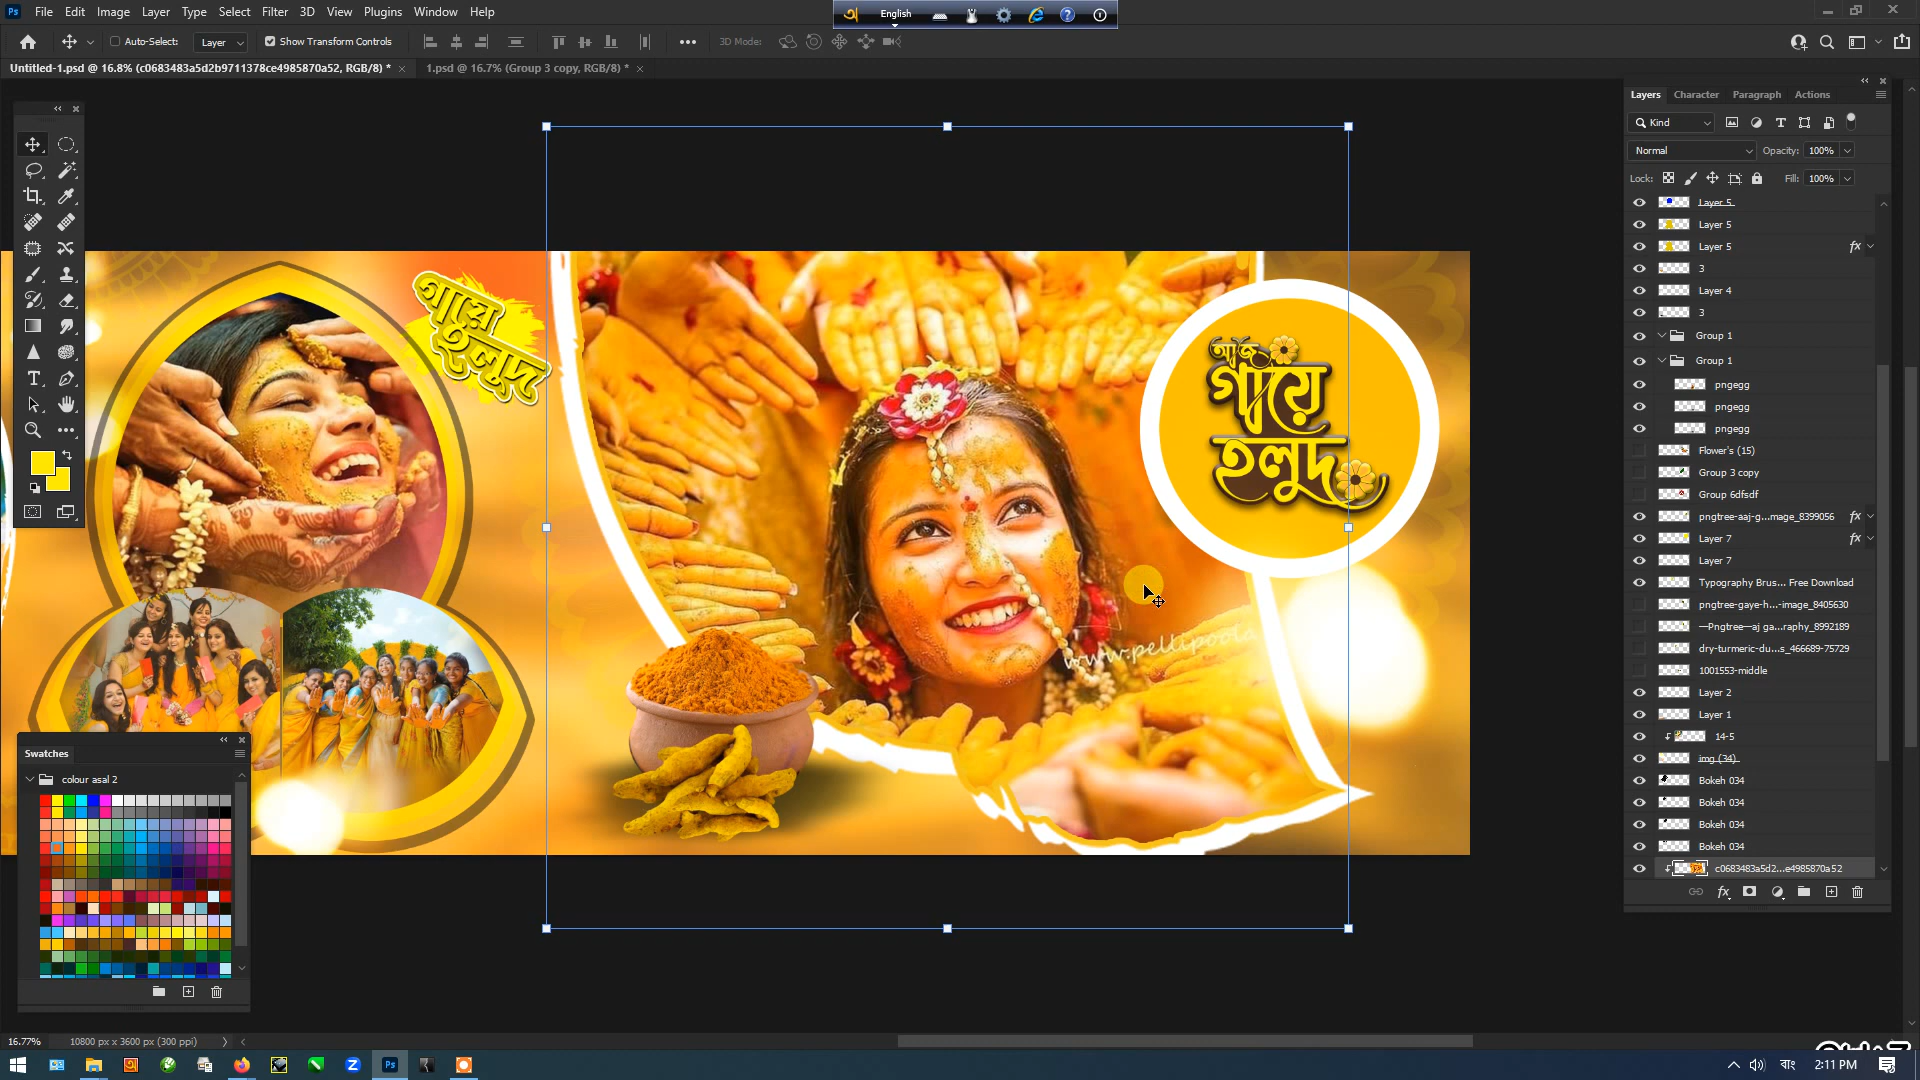 File Edit Image Layer Type Select Filter 3D View Plugins Window Help
অ English
Auto-Select: Layer Show Transform Controls 3D Mode:
Untitled-1.psd @ 16.8% (c0683483a5d2b9711378ce4985870a52, RGB/8) *
1.psd @ 16.7% (Group 3 copy, RGB/8) *
Layers Character Paragraph Actions
Kind
Normal Opacity: 100%
Lock: Fill: 100%
Layer 5
Layer 5
Layer 5 fx
3
Layer 4
3
Group 1
Group 1
pngegg
pngegg
pngegg
Flower's (15)
Group 3 copy
Group 6dfsdf
pngtree-aaj-g...mage_8399056 fx
Layer 7 fx
Layer 7
Typography Brus... Free Download
pngtree-gaye-h...-image_8405630
—Pngtree—aj ga...raphy_8992189
dry-turmeric-du...s_466689-75729
1001553-middle
Layer 2
Layer 1
14-5
img (34)
Bokeh 034
Bokeh 034
Bokeh 034
Bokeh 034
c0683483a5d2...e4985870a52
গায়ে
হলুদ
আজ
গায়ে
হলুদ
www.pellipoola
Swatches
colour asal 2
16.77% 10800 px x 3600 px (300 ppi)
বাং 2:11 PM